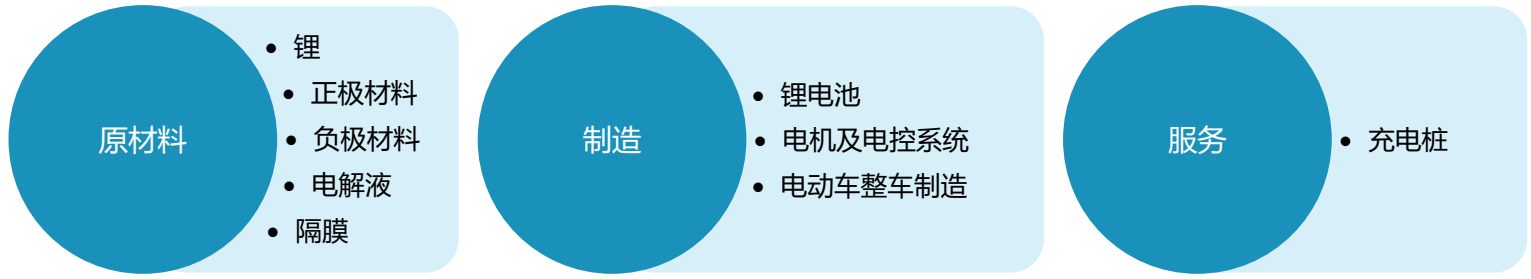 原材料
• 锂
• 正极材料
• 负极材料
• 电解液
• 隔膜
制造
• 锂电池
• 电机及电控系统
• 电动车整车制造
服务
• 充电桩